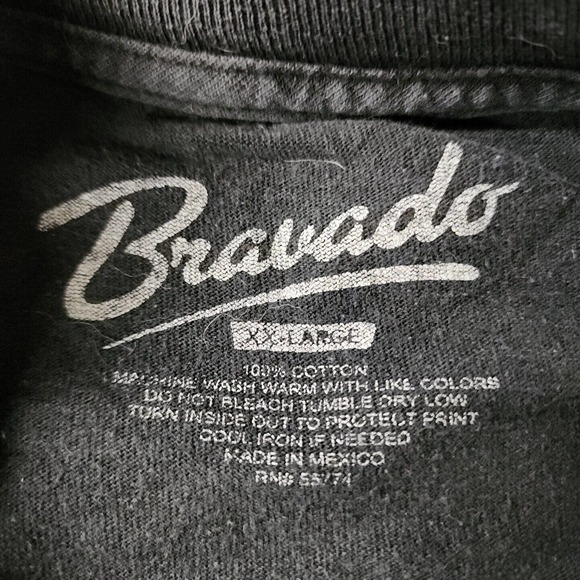 Bravado
XX-LARGE
100% COTTON
MACHINE WASH WARM WITH LIKE COLORS
DO NOT BLEACH TUMBLE DRY LOW
TURN INSIDE OUT TO PROTECT PRINT
COOL IRON IF NEEDED
MADE IN MEXICO
RN#